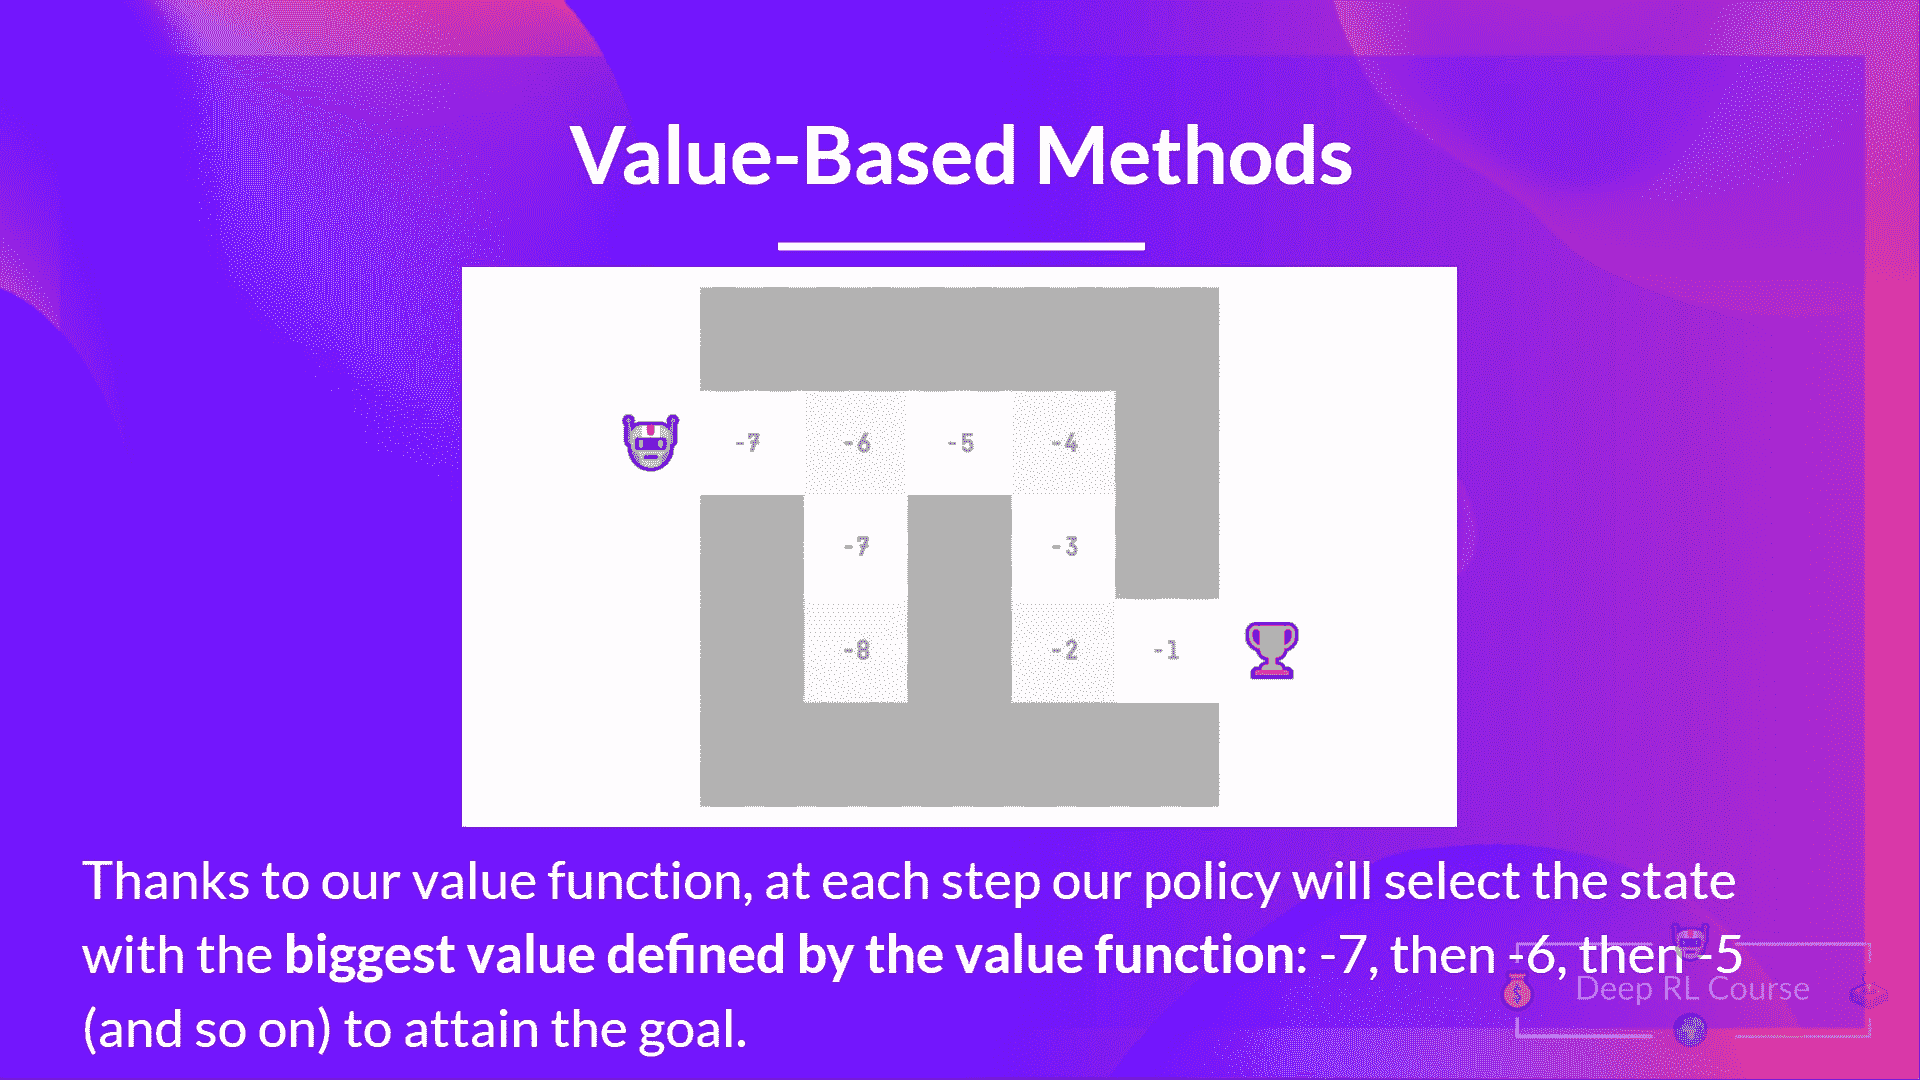 Value-Based Methods
-7 -6 -5 -4
-7 -3
-8 -2 -1
Thanks to our value function, at each step our policy will select the state
with the biggest value defined by the value function: -7, then -6, then -5
(and so on) to attain the goal.
Deep RL Course